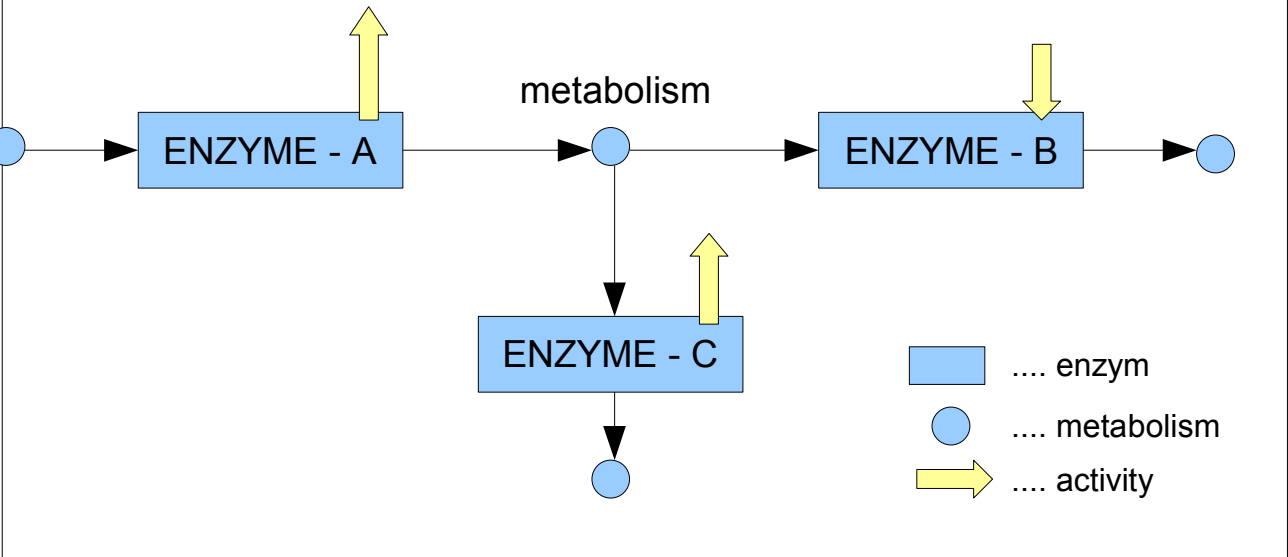 metabolism
ENZYME - A
ENZYME - B
ENZYME - C
.... enzym
.... metabolism
.... activity